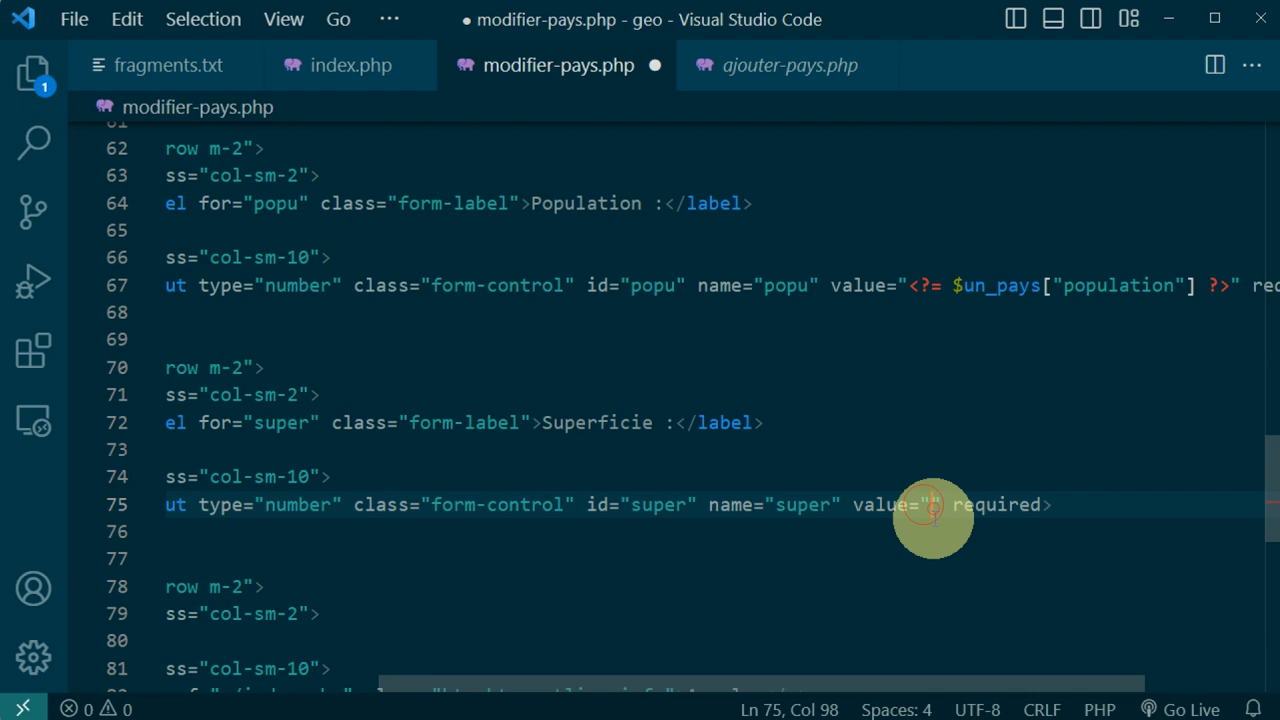 File Edit Selection View Go ··· ● modifier-pays.php - geo - Visual Studio Code
fragments.txt index.php modifier-pays.php ● ajouter-pays.php ···
modifier-pays.php
1
61
62 row m-2">
63 ss="col-sm-2">
64 el for="popu" class="form-label">Population :</label>
65
66 ss="col-sm-10">
67 ut type="number" class="form-control" id="popu" name="popu" value="<?= $un_pays["population"] ?>" req
68
69
70 row m-2">
71 ss="col-sm-2">
72 el for="super" class="form-label">Superficie :</label>
73
74 ss="col-sm-10">
75 ut type="number" class="form-control" id="super" name="super" value="" required>
76
77
78 row m-2">
79 ss="col-sm-2">
80
81 ss="col-sm-10">
0 0 Ln 75, Col 98 Spaces: 4 UTF-8 CRLF PHP Go Live